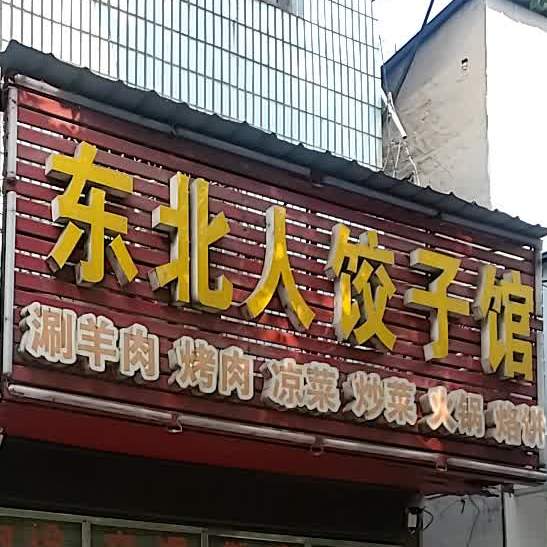 东北人饺子馆
涮羊肉 烤肉 凉菜 炒菜 火锅 烙饼